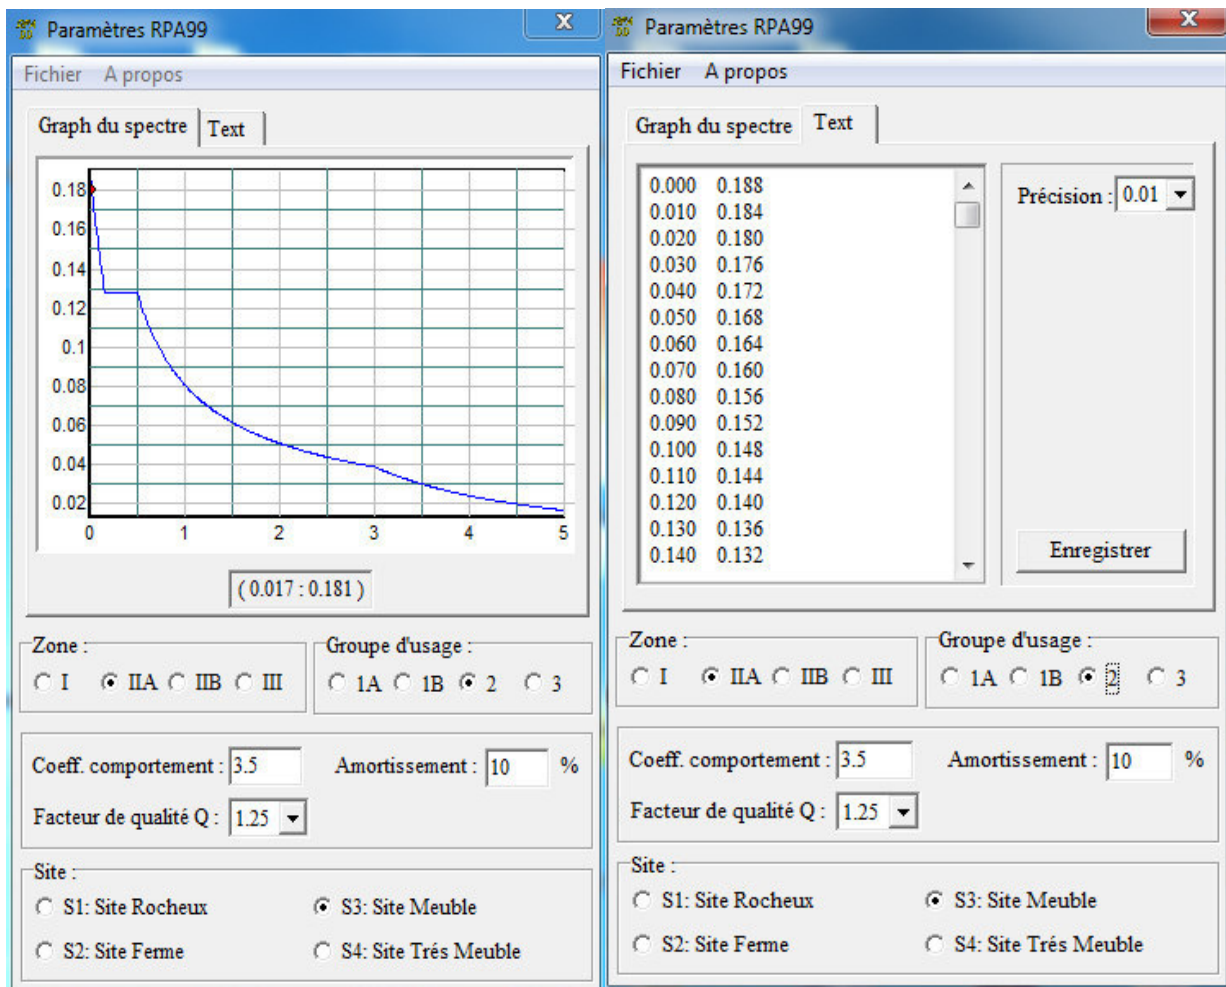 Paramètres RPA99
X
Fichier A propos
Graph du spectre Text
0.18
0.16
0.14
0.12
0.1
0.08
0.06
0.04
0.02
0 1 2 3 4 5
( 0.017 : 0.181 )
Zone :
I IIA IIB III
Groupe d'usage :
1A 1B 2 3
Coeff. comportement : 3.5 Amortissement : 10 %
Facteur de qualité Q : 1.25
Site :
S1: Site Rocheux S3: Site Meuble
S2: Site Ferme S4: Site Trés Meuble
Paramètres RPA99
X
Fichier A propos
Graph du spectre Text
0.000 0.188
0.010 0.184
0.020 0.180
0.030 0.176
0.040 0.172
0.050 0.168
0.060 0.164
0.070 0.160
0.080 0.156
0.090 0.152
0.100 0.148
0.110 0.144
0.120 0.140
0.130 0.136
0.140 0.132
Précision : 0.01
Enregistrer
Zone :
I IIA IIB III
Groupe d'usage :
1A 1B 2 3
Coeff. comportement : 3.5 Amortissement : 10 %
Facteur de qualité Q : 1.25
Site :
S1: Site Rocheux S3: Site Meuble
S2: Site Ferme S4: Site Trés Meuble